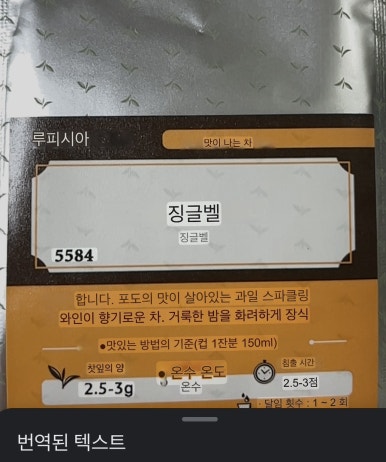 루피시아
맛이 나는 차
징글벨
징글벨
5584
합니다. 포도의 맛이 살아있는 과일 스파클링
와인이 향기로운 차. 거룩한 밤을 화려하게 장식
●맛있는 방법의 기준(컵 1잔분 150ml)
찻잎의 양
2.5-3g
온수 온도
온수
침출 시간
2.5-3점
· 달임 횟수 : 1 ~ 2 회
번역된 텍스트